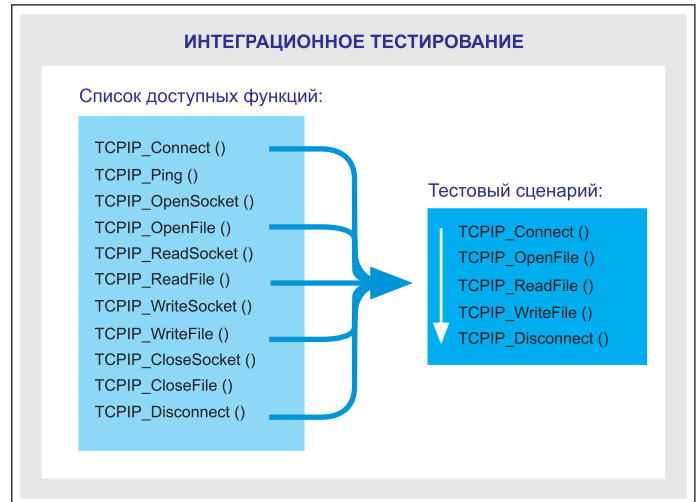 ИНТЕГРАЦИОННОЕ ТЕСТИРОВАНИЕ
Список доступных функций:
TCPIP_Connect ()
TCPIP_Ping ()
TCPIP_OpenSocket ()
TCPIP_OpenFile ()
TCPIP_ReadSocket ()
TCPIP_ReadFile ()
TCPIP_WriteSocket ()
TCPIP_WriteFile ()
TCPIP_CloseSocket ()
TCPIP_CloseFile ()
TCPIP_Disconnect ()
Тестовый сценарий:
TCPIP_Connect ()
TCPIP_OpenFile ()
TCPIP_ReadFile ()
TCPIP_WriteFile ()
TCPIP_Disconnect ()